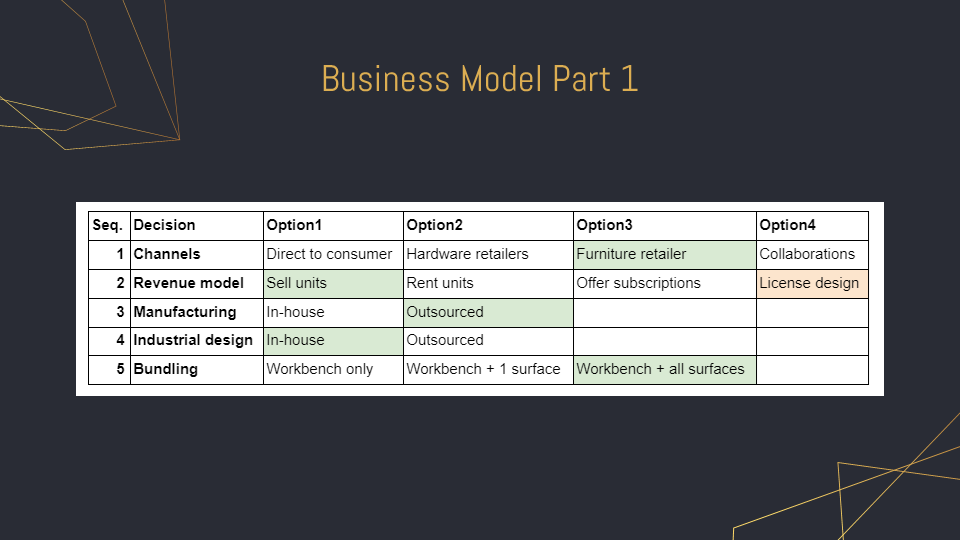 Business Model Part 1
Seq. Decision Option1 Option2 Option3 Option4
1 Channels Direct to consumer Hardware retailers Furniture retailer Collaborations
2 Revenue model Sell units Rent units Offer subscriptions License design
3 Manufacturing In-house Outsourced
4 Industrial design In-house Outsourced
5 Bundling Workbench only Workbench + 1 surface Workbench + all surfaces